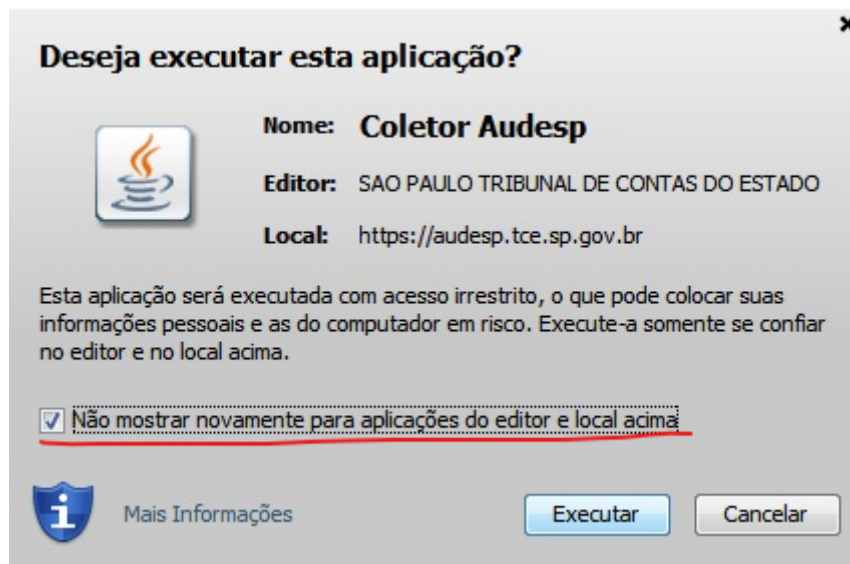 Deseja executar esta aplicação?
Nome: Coletor Audesp
Editor: SAO PAULO TRIBUNAL DE CONTAS DO ESTADO
Local: https://audesp.tce.sp.gov.br
Esta aplicação será executada com acesso irrestrito, o que pode colocar suas
informações pessoais e as do computador em risco. Execute-a somente se confiar
no editor e no local acima.
Não mostrar novamente para aplicações do editor e local acima
Mais Informações
Executar
Cancelar